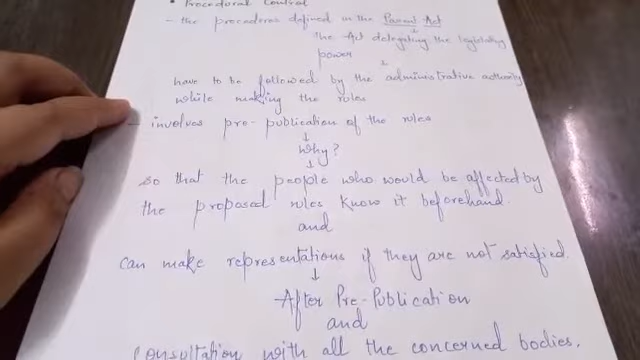 • Procedural Control
- the procedures defined in the Parent Act
the Act delegating the legislating
power
have to be followed by the administrative authority
while making the rules
- involves pre-publication of the rules
↓
Why?
↓
so that the people who would be affected by
the proposed rules know it beforehand.
and
can make representations if they are not satisfied.
↓
After Pre-Publication
and
Consultation with all the concerned bodies.